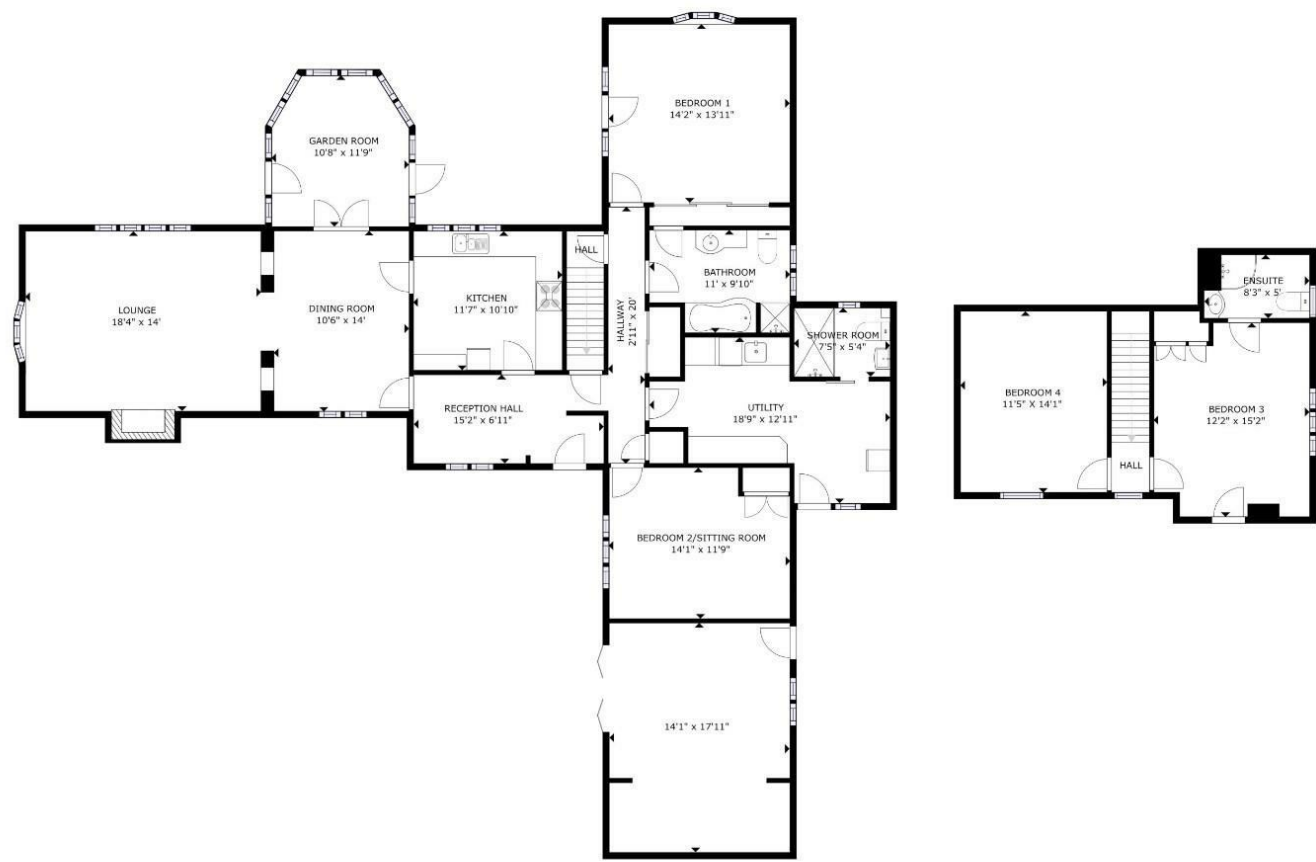 BEDROOM 1
14'2" x 13'11"
GARDEN ROOM
10'8" x 11'9"
HALL
LOUNGE
18'4" x 14'
DINING ROOM
10'6" x 14'
KITCHEN
11'7" x 10'10"
HALLWAY
2'11" x 20'
BATHROOM
11' x 9'10"
SHOWER ROOM
7'5" x 5'4"
RECEPTION HALL
15'2" x 6'11"
UTILITY
18'9" x 12'11"
BEDROOM 2/SITTING ROOM
14'1" x 11'9"
14'1" x 17'11"
ENSUITE
8'3" x 5'
BEDROOM 4
11'5" x 14'1"
BEDROOM 3
12'2" x 15'2"
HALL